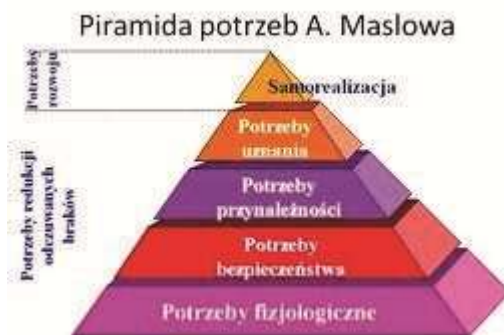 Piramida potrzeb A. Maslowa
Potrzeby
rozwoju
Samorealizacja
Potrzeby
uznania
Potrzeby redukcji
odczuwanych
braków
Potrzeby
przynależności
Potrzeby
bezpieczeństwa
Potrzeby fizjologiczne